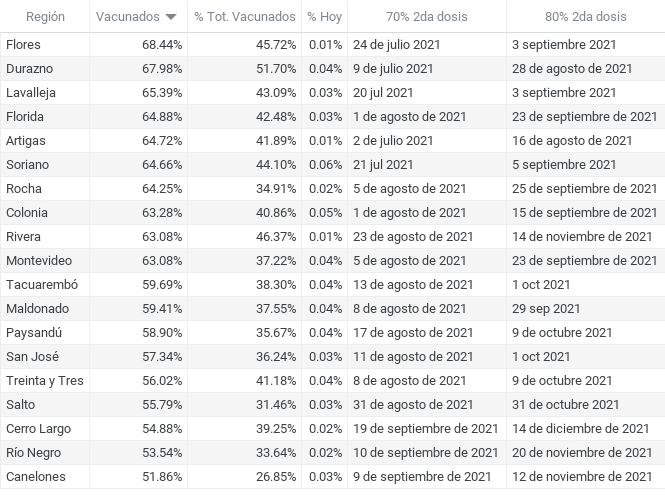 Región Vacunados % Tot. Vacunados % Hoy 70% 2da dosis 80% 2da dosis
Flores 68.44% 45.72% 0.01% 24 de julio 2021 3 septiembre 2021
Durazno 67.98% 51.70% 0.04% 9 de julio 2021 28 de agosto de 2021
Lavalleja 65.39% 43.09% 0.03% 20 jul 2021 3 septiembre 2021
Florida 64.88% 42.48% 0.03% 1 de agosto de 2021 23 de septiembre de 2021
Artigas 64.72% 41.89% 0.01% 2 de julio 2021 16 de agosto 2021
Soriano 64.66% 44.10% 0.06% 21 jul 2021 5 septiembre 2021
Rocha 64.25% 34.91% 0.02% 5 de agosto de 2021 25 de septiembre de 2021
Colonia 63.28% 40.86% 0.05% 1 de agosto de 2021 15 de septiembre de 2021
Rivera 63.08% 46.37% 0.01% 23 de agosto de 2021 14 de noviembre de 2021
Montevideo 63.08% 37.22% 0.04% 5 de agosto de 2021 23 de septiembre de 2021
Tacuarembó 59.69% 38.30% 0.04% 13 de agosto de 2021 1 oct 2021
Maldonado 59.41% 37.55% 0.04% 8 de agosto de 2021 29 sep 2021
Paysandú 58.90% 35.67% 0.04% 17 de agosto de 2021 9 de octubre 2021
San José 57.34% 36.24% 0.03% 11 de agosto de 2021 1 oct 2021
Treinta y Tres 56.02% 41.18% 0.04% 8 de agosto de 2021 9 de octubre 2021
Salto 55.79% 31.46% 0.03% 31 de agosto de 2021 31 de octubre 2021
Cerro Largo 54.88% 39.25% 0.02% 19 de septiembre de 2021 14 de diciembre de 2021
Río Negro 53.54% 33.64% 0.02% 10 de septiembre de 2021 20 de noviembre de 2021
Canelones 51.86% 26.85% 0.03% 9 de septiembre de 2021 12 de noviembre de 2021